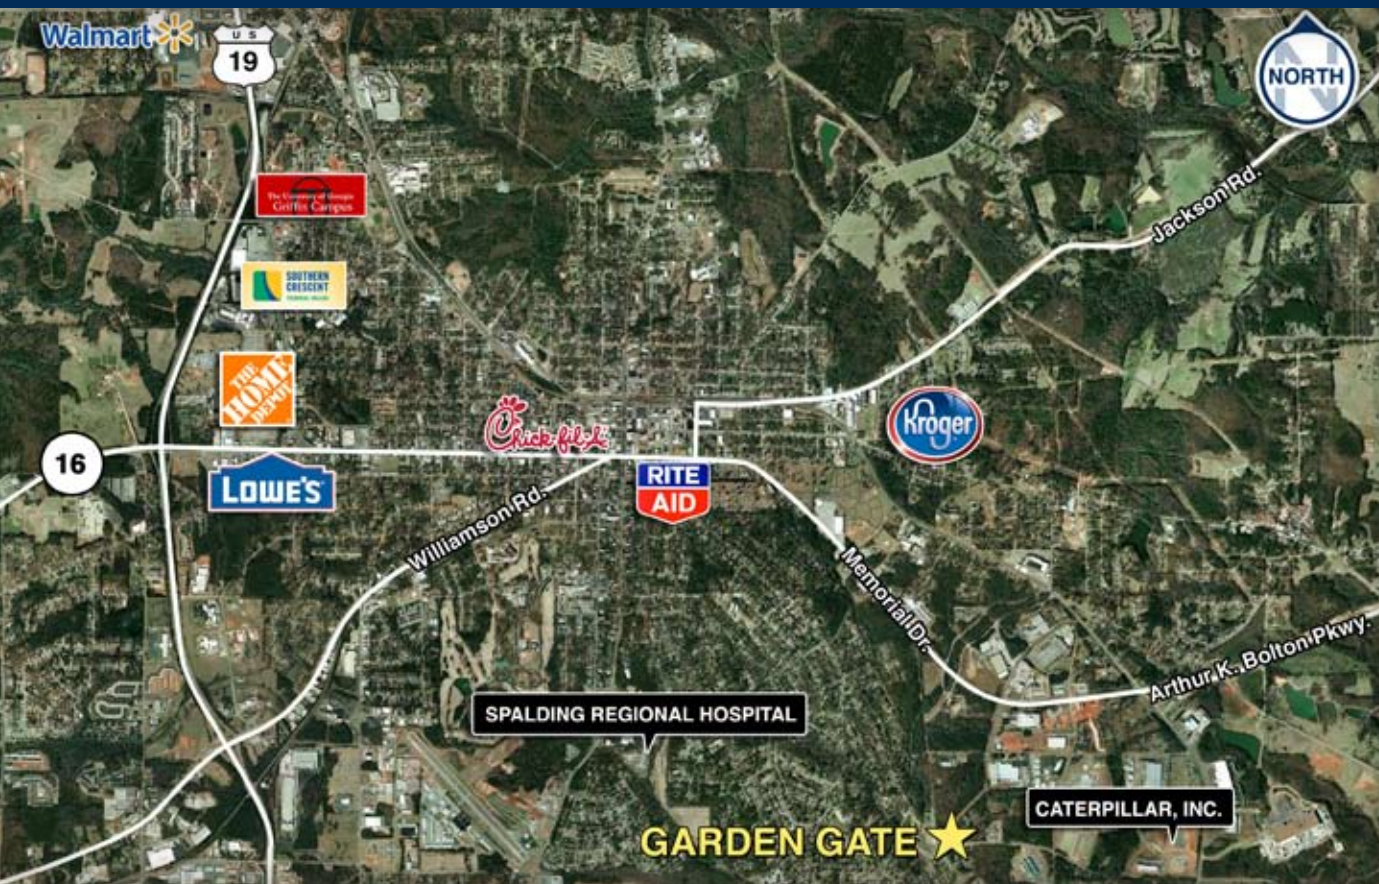 Walmart
U S
19
NORTH
The University of Georgia
Griffin Campus
Jackson Rd.
SOUTHERN
CRESCENT
THE
HOME
DEPOT
Chick-fil-A
Kroger
16
LOWE'S
RITE
AID
Williamson Rd.
Memorial Dr.
Arthur K. Bolton Pkwy.
SPALDING REGIONAL HOSPITAL
CATERPILLAR, INC.
GARDEN GATE